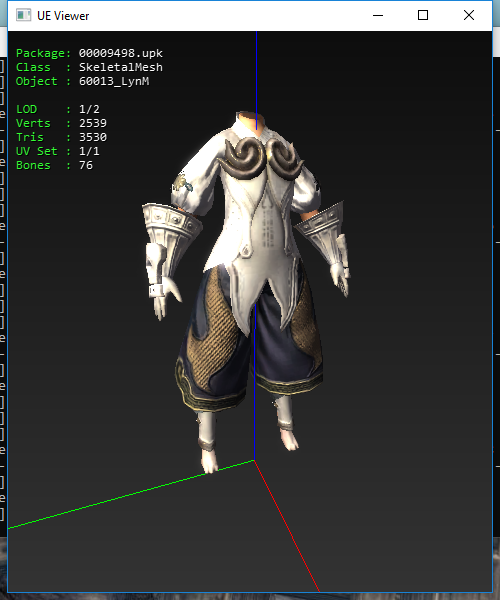 UE Viewer
Package: 00009498.upk
Class : SkeletalMesh
Object : 60013_LynM
LOD : 1/2
Verts : 2539
Tris : 3530
UV Set : 1/1
Bones : 76